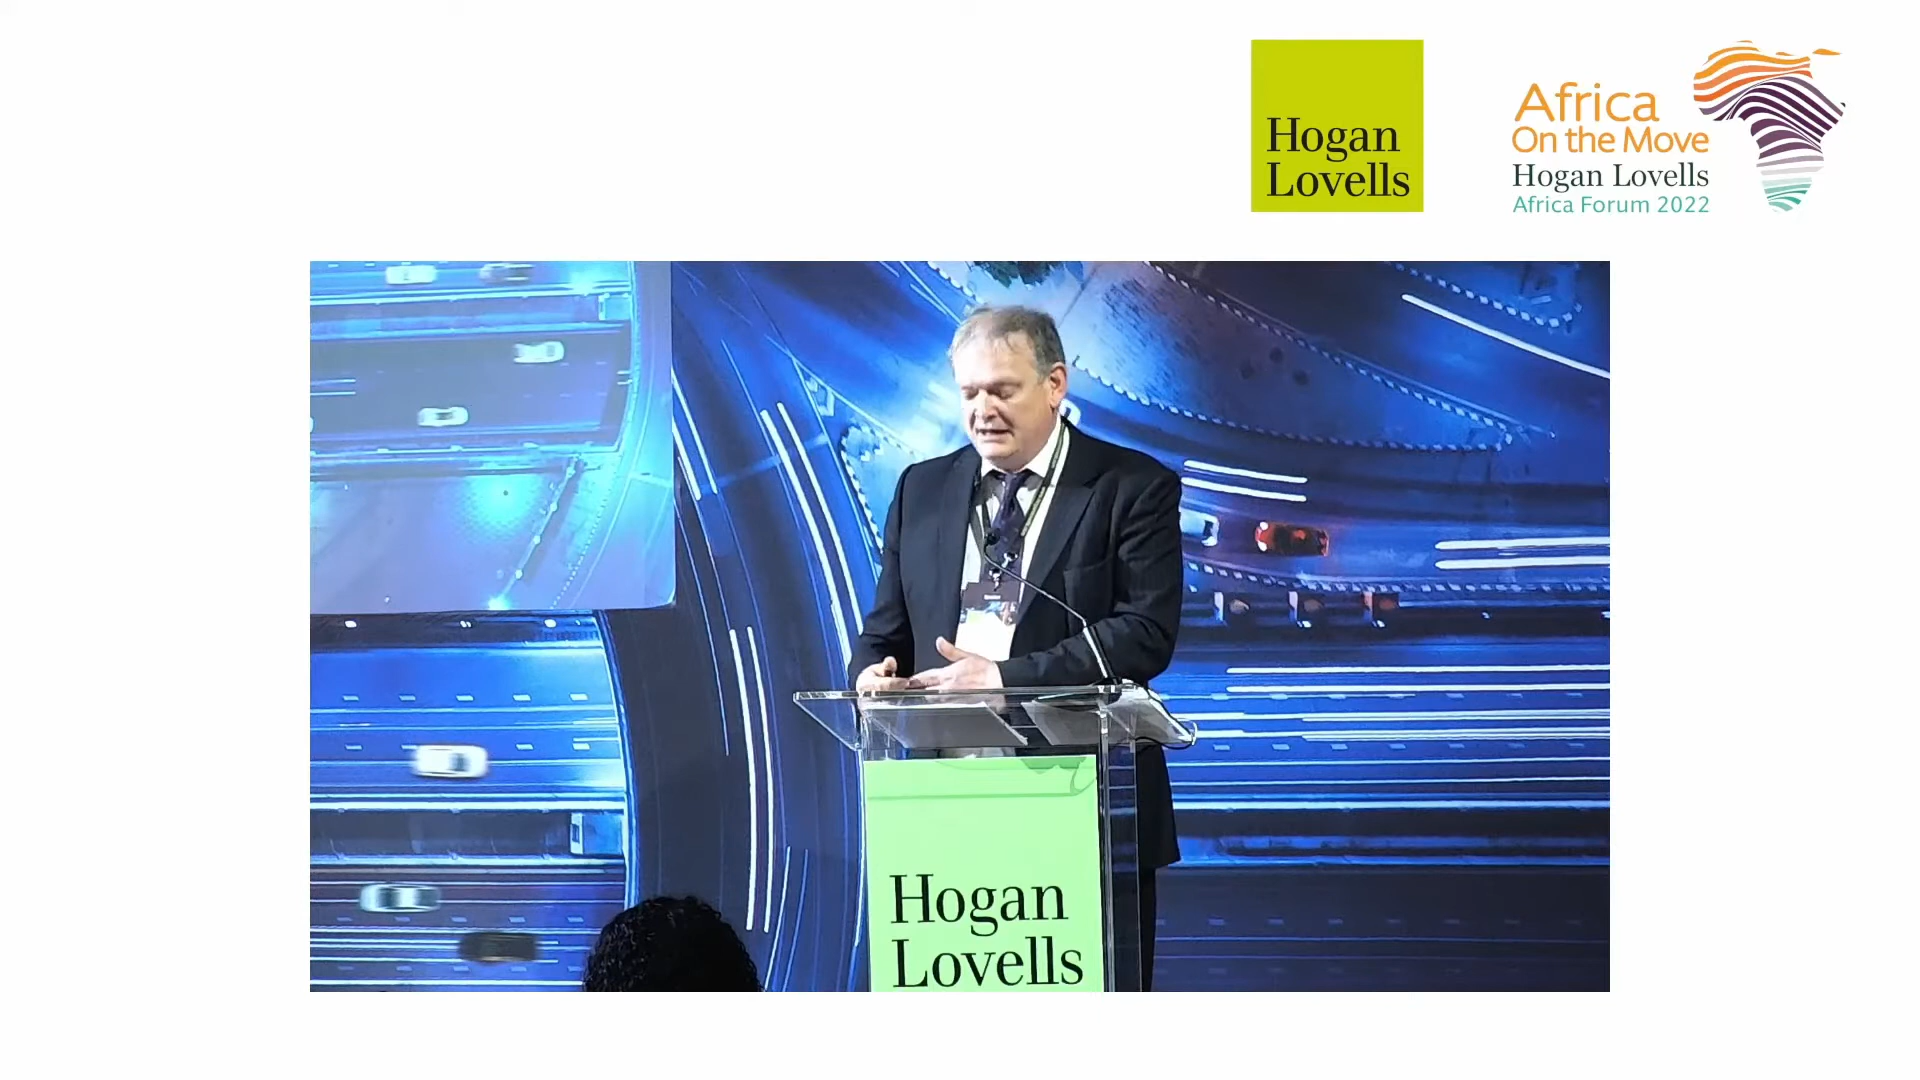 Hogan
Lovells
Africa
On the Move
Hogan Lovells
Africa Forum 2022
Hogan
Lovells